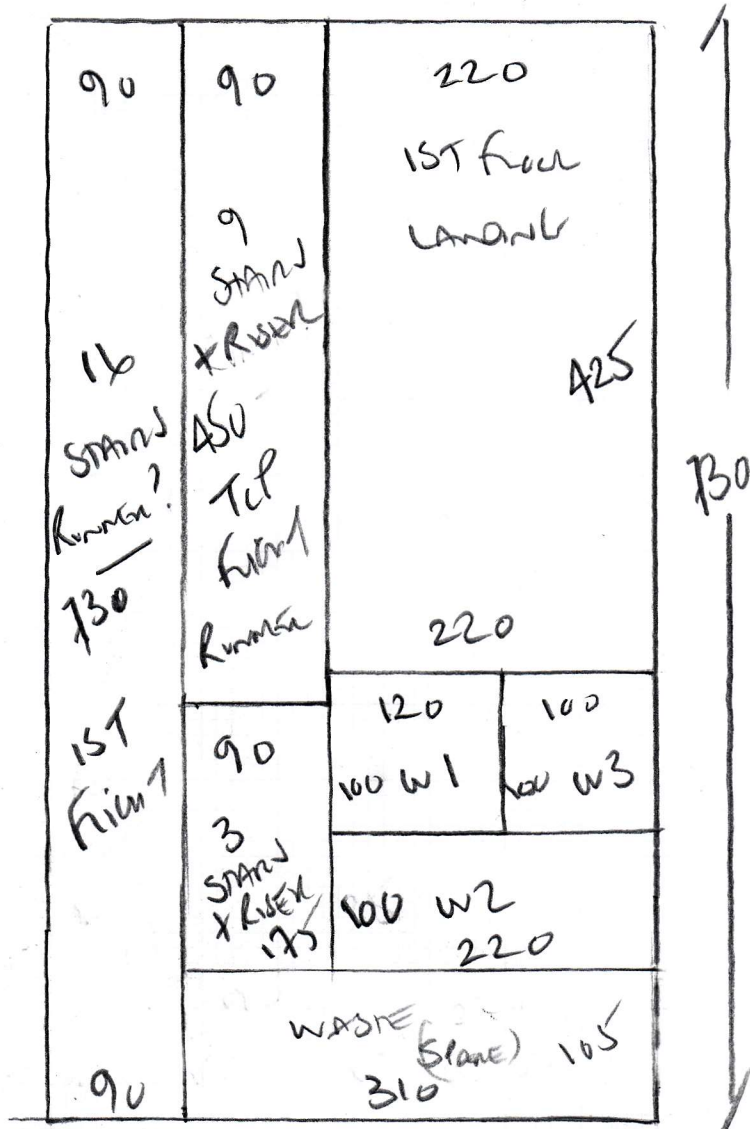 90
16
STAIRS
RUNNER?
730
1ST
FLIGHT
90
90
9
STAIRS
+ RISER
450
TOP
FLIGHT
RUNNER
90
3
STAIRS
+ RISER
175
220
1ST FLOOR
LANDING
425
220
120
100 W1
100
100 W3
100 W2
220
WASTE
(SPARE) 105
310
730